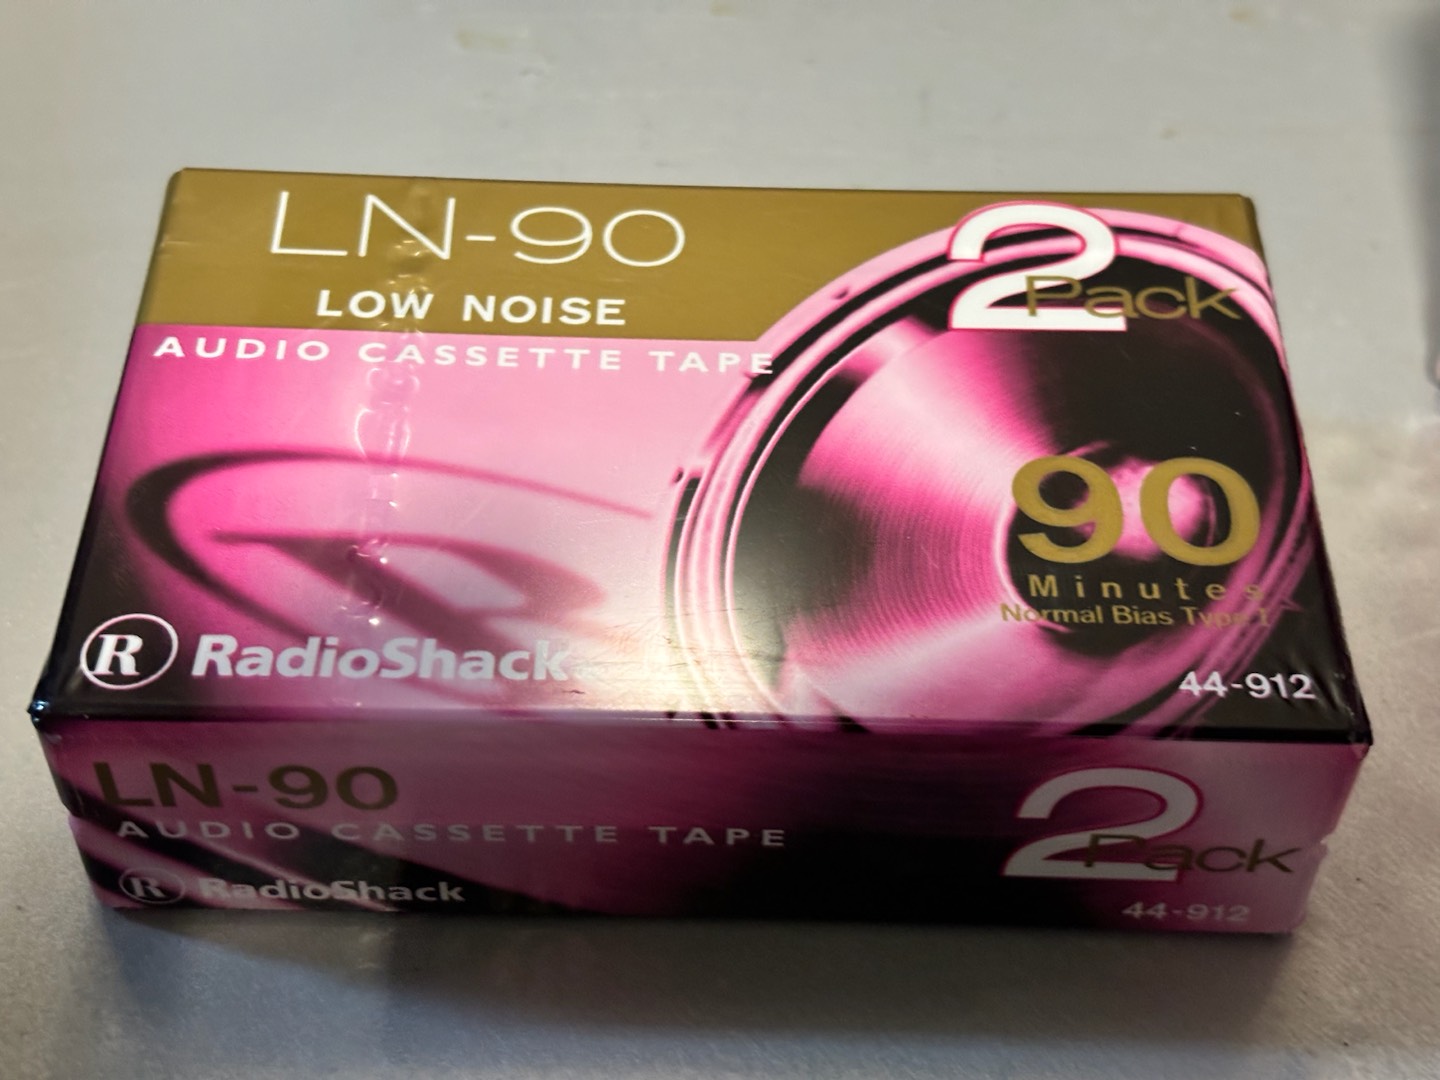 LN-90
LOW NOISE
AUDIO CASSETTE TAPE
2
Pack
90
Minutes
Normal Bias Type I
R RadioShack
44-912
LN-90
AUDIO CASSETTE TAPE
R RadioShack
2
Pack
44-912